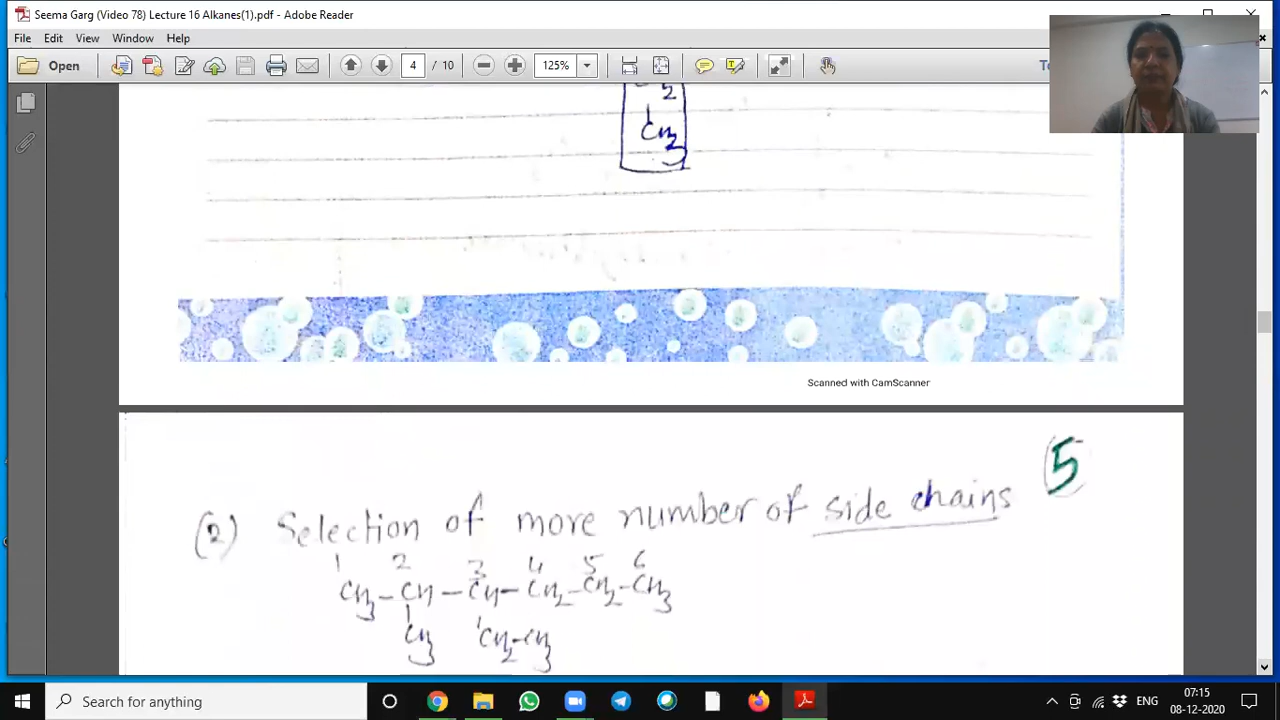 Seema Garg (Video 78) Lecture 16 Alkanes(1).pdf - Adobe Reader
File Edit View Window Help
Open 4 / 10 125%
2
CH3
Scanned with CamScanner
5
(2) Selection of more number of side chains
1 2 3 4 5 6
CH3-CH-CH-CH2-CH2-CH3
CH3 CH2-CH3
Search for anything
ENG
07:15
08-12-2020